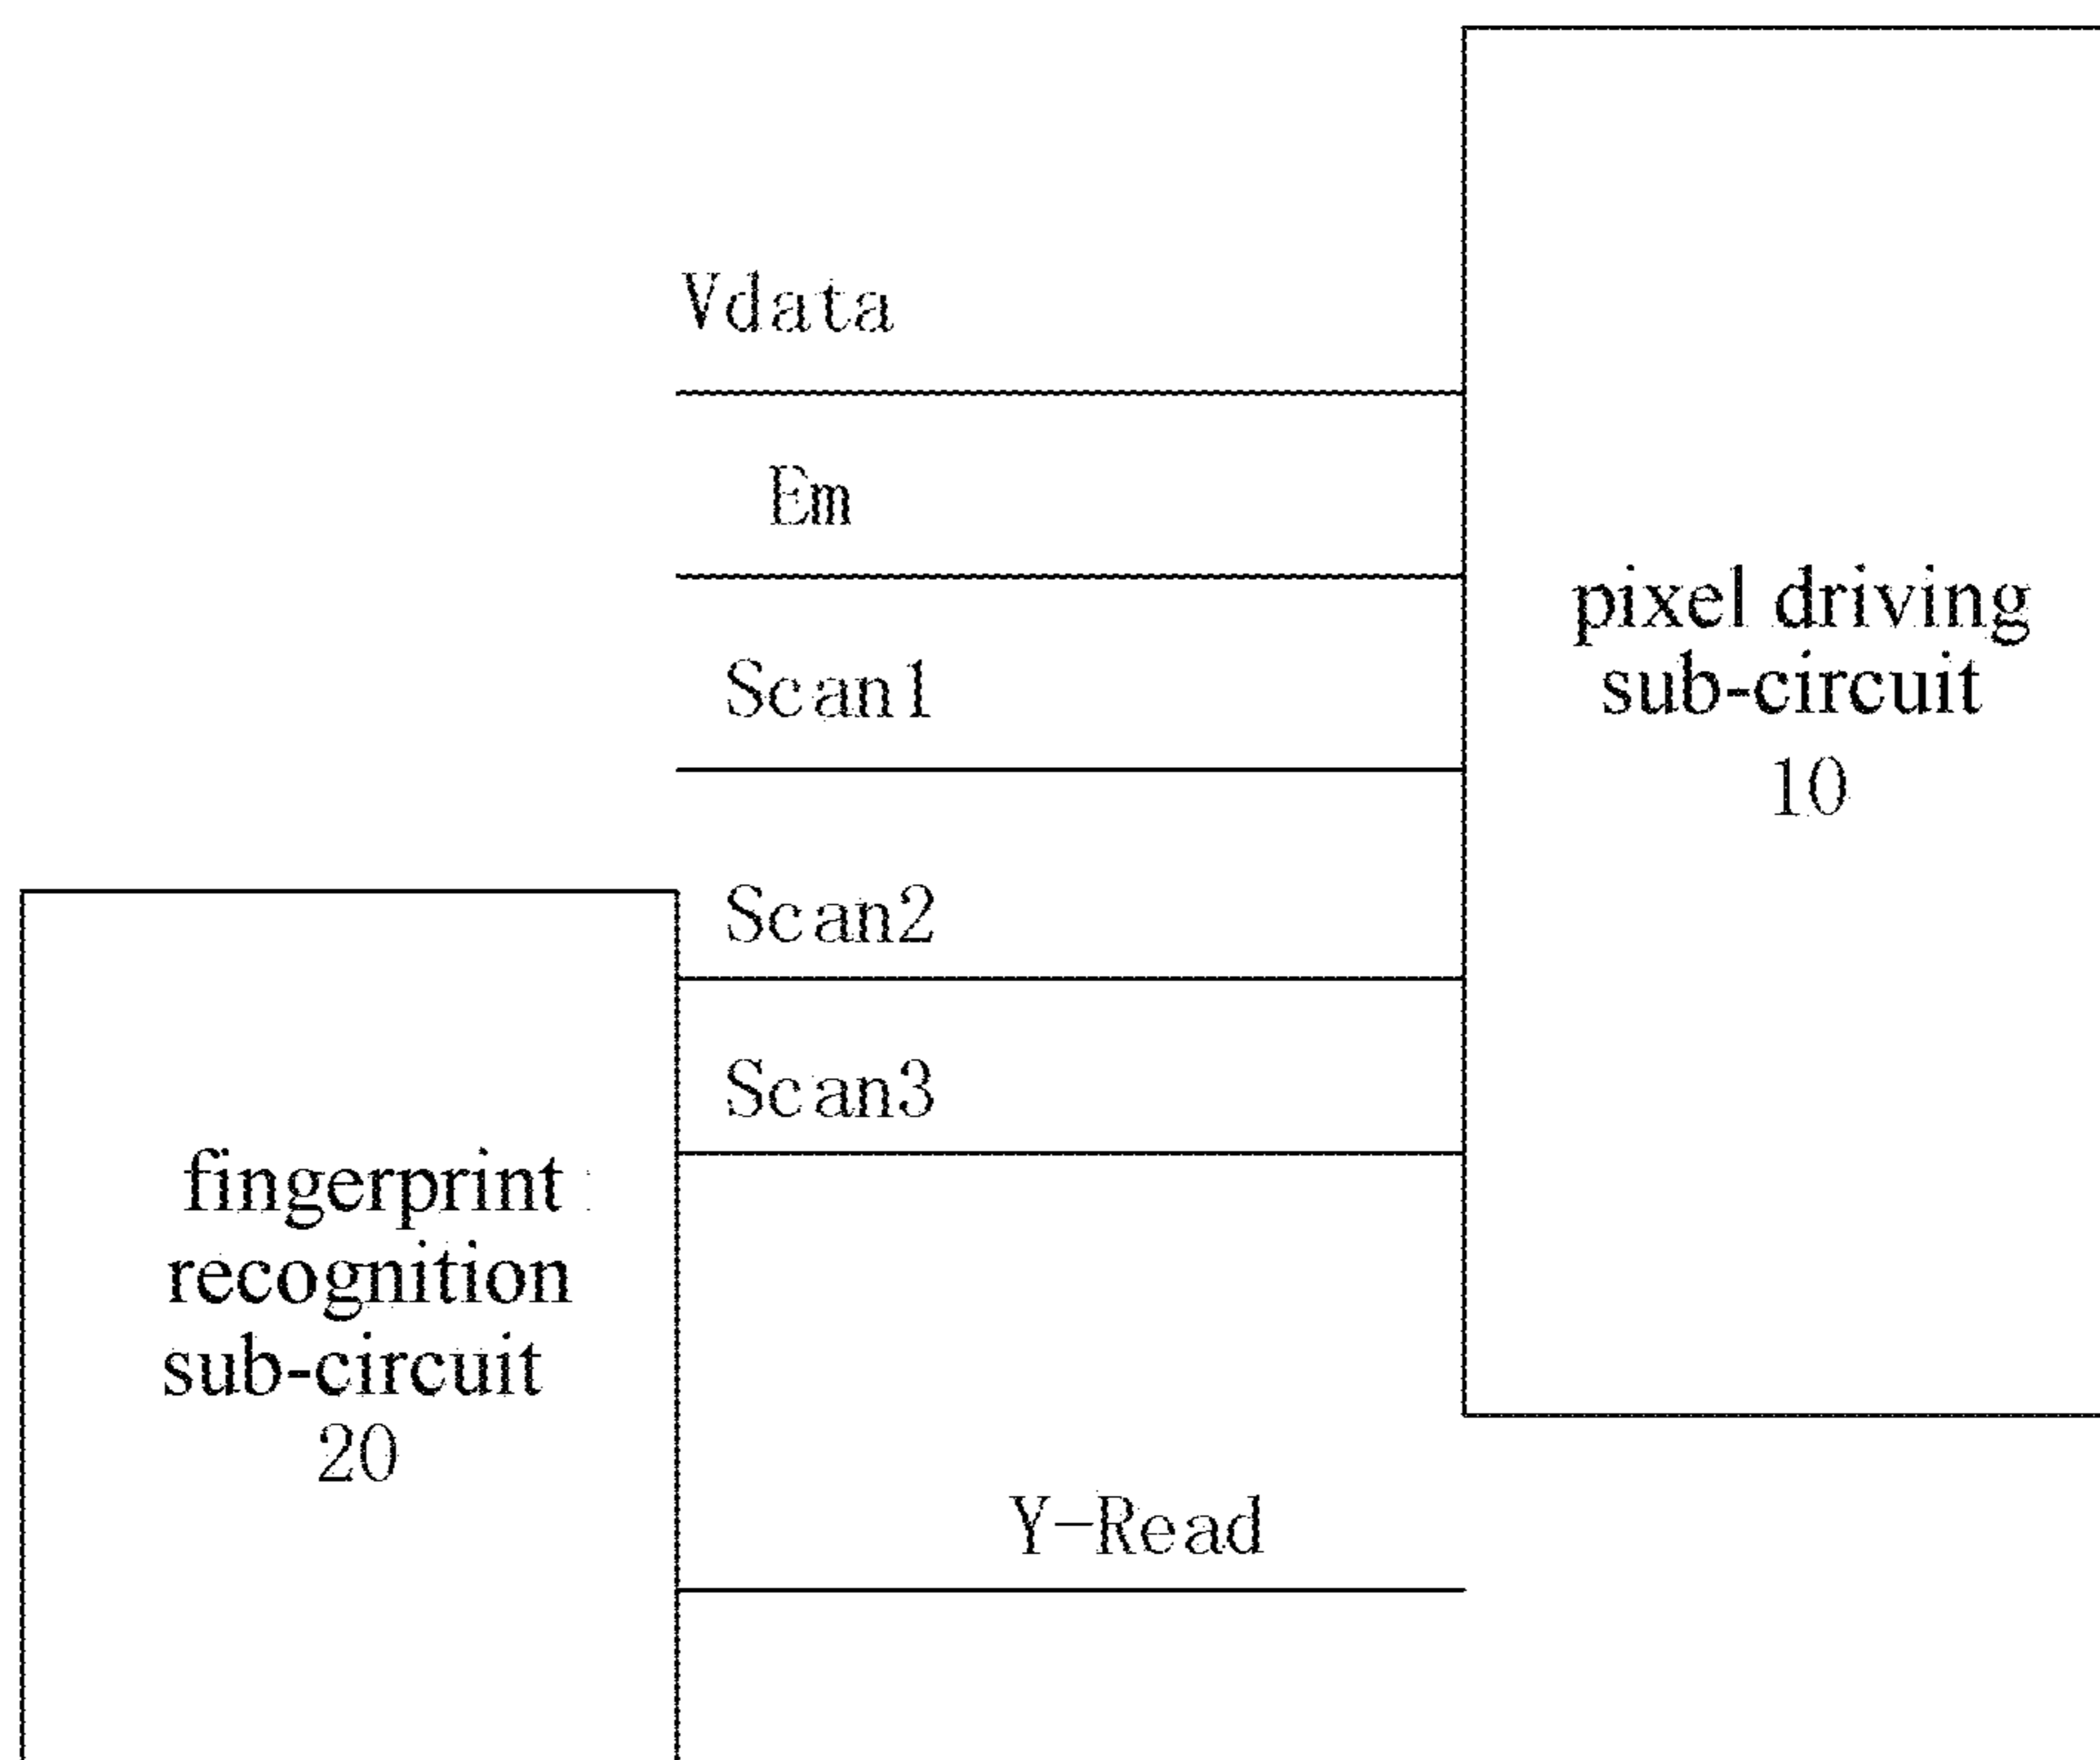 Vdata
Em
Scan1
Scan2
Scan3
Y-Read
pixel driving
sub-circuit
10
fingerprint
recognition
sub-circuit
20